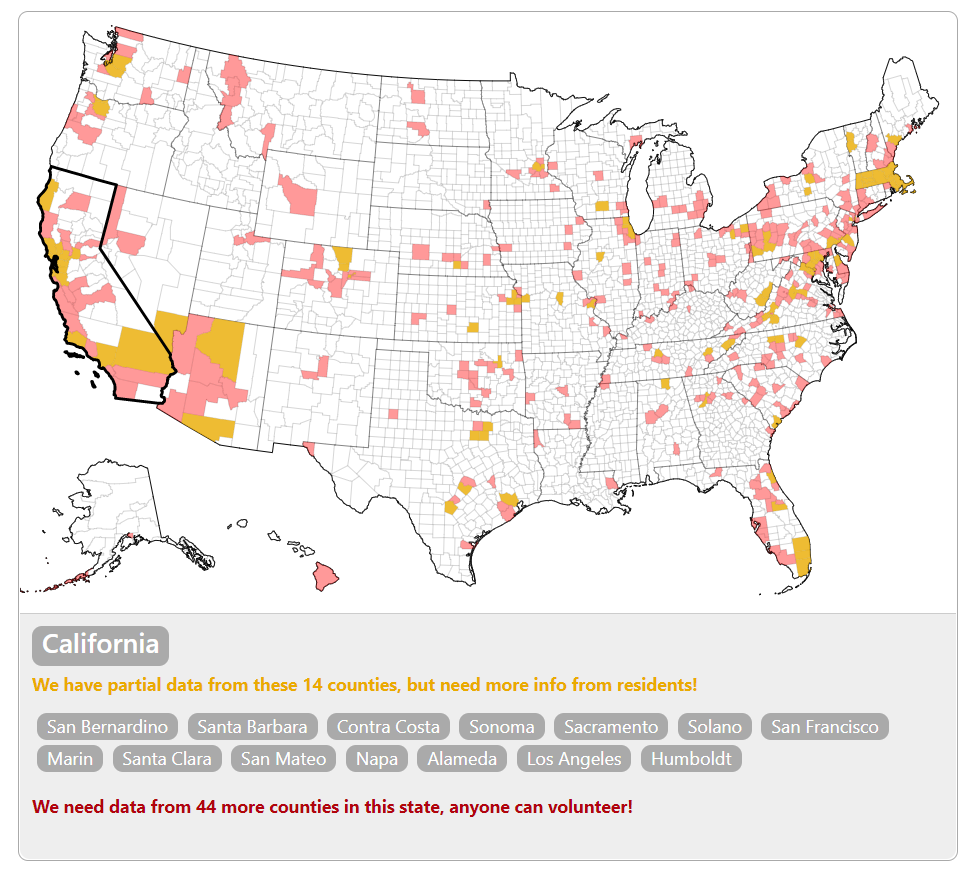 California
We have partial data from these 14 counties, but need more info from residents!
San Bernardino Santa Barbara Contra Costa Sonoma Sacramento Solano San Francisco
Marin Santa Clara San Mateo Napa Alameda Los Angeles Humboldt
We need data from 44 more counties in this state, anyone can volunteer!